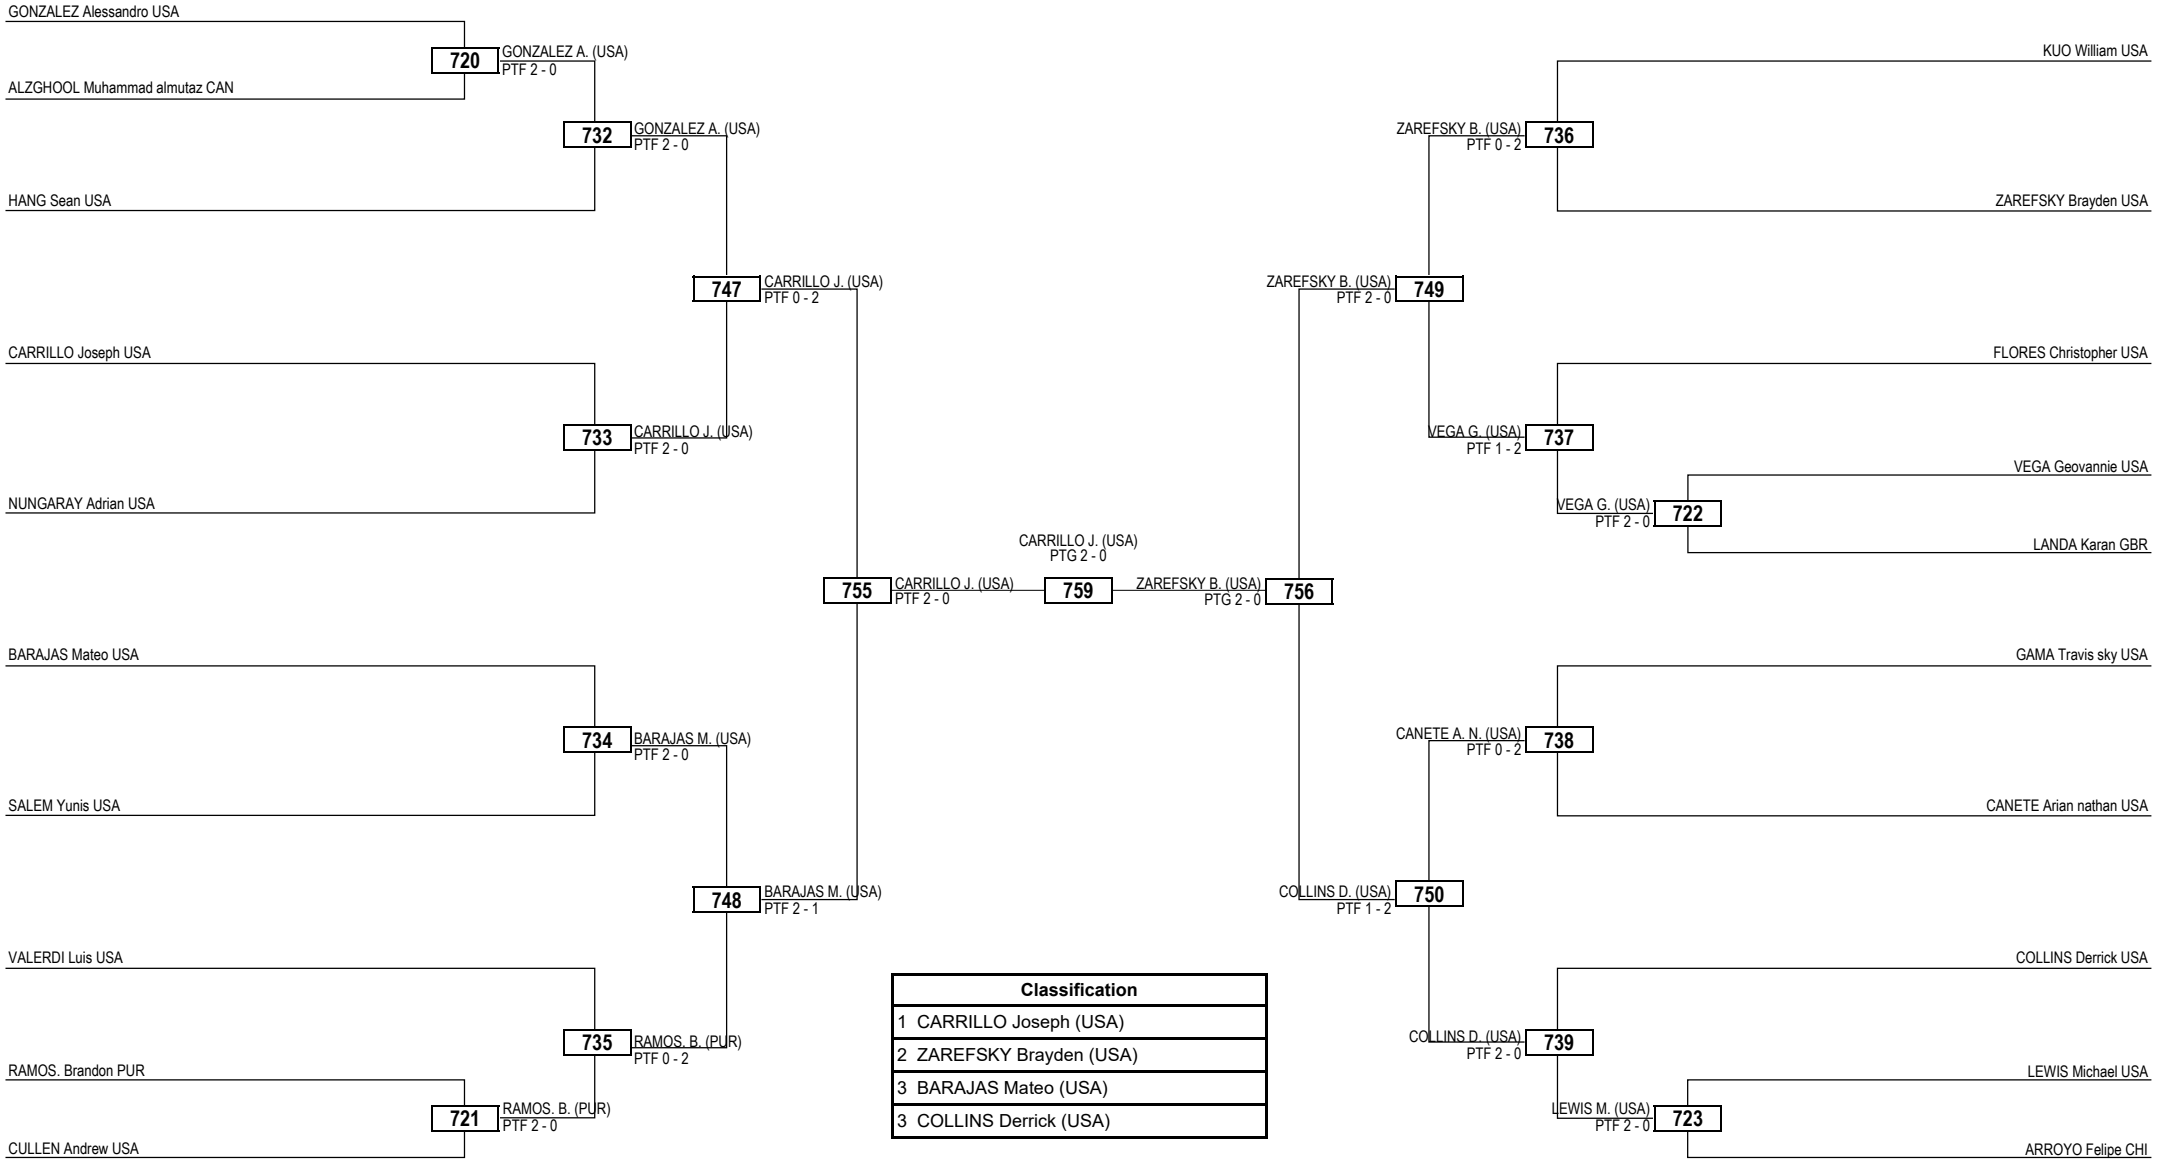 GONZALEZ Alessandro USA
720
GONZALEZ A. (USA)
PTF 2 - 0
ALZGHOOL Muhammad almutaz CAN
732
GONZALEZ A. (USA)
PTF 2 - 0
HANG Sean USA
747
CARRILLO J. (USA)
PTF 0 - 2
CARRILLO Joseph USA
733
CARRILLO J. (USA)
PTF 2 - 0
NUNGARAY Adrian USA
755
CARRILLO J. (USA)
PTF 2 - 0
BARAJAS Mateo USA
734
BARAJAS M. (USA)
PTF 2 - 0
SALEM Yunis USA
748
BARAJAS M. (USA)
PTF 2 - 1
VALERDI Luis USA
735
RAMOS. B. (PUR)
PTF 0 - 2
RAMOS. Brandon PUR
721
RAMOS. B. (PUR)
PTF 2 - 0
CULLEN Andrew USA
CARRILLO J. (USA)
PTG 2 - 0
759
KUO William USA
ZAREFSKY B. (USA)
PTF 0 - 2
736
ZAREFSKY Brayden USA
ZAREFSKY B. (USA)
PTF 2 - 0
749
FLORES Christopher USA
VEGA G. (USA)
PTF 1 - 2
737
VEGA Geovannie USA
VEGA G. (USA)
PTF 2 - 0
722
LANDA Karan GBR
ZAREFSKY B. (USA)
PTG 2 - 0
756
GAMA Travis sky USA
CANETE A. N. (USA)
PTF 0 - 2
738
CANETE Arian nathan USA
COLLINS D. (USA)
PTF 1 - 2
750
COLLINS Derrick USA
COLLINS D. (USA)
PTF 2 - 0
739
LEWIS Michael USA
LEWIS M. (USA)
PTF 2 - 0
723
ARROYO Felipe CHI
Classification
1 CARRILLO Joseph (USA)
2 ZAREFSKY Brayden (USA)
3 BARAJAS Mateo (USA)
3 COLLINS Derrick (USA)